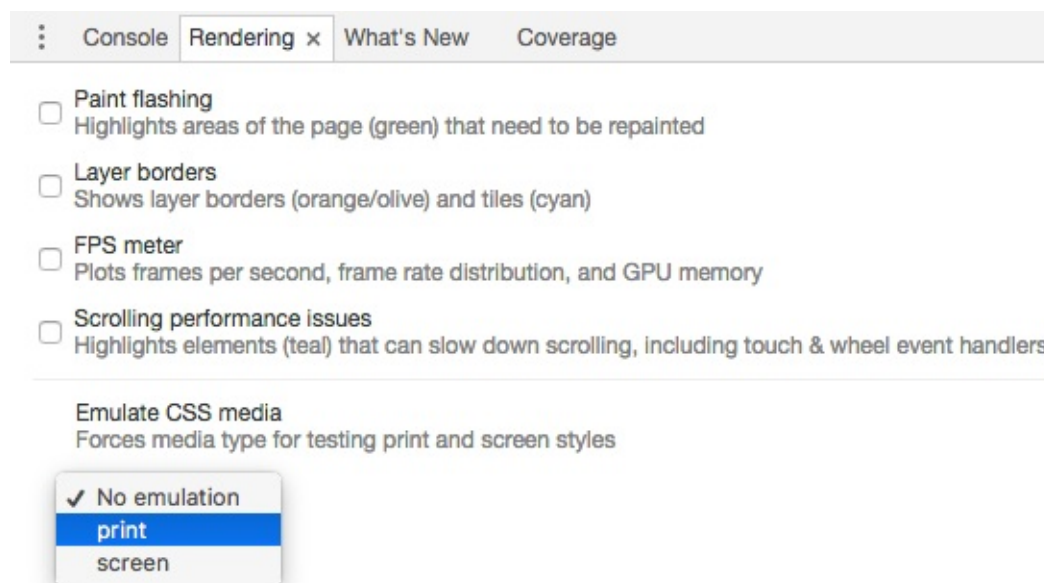 Console Rendering × What's New Coverage
Paint flashing
Highlights areas of the page (green) that need to be repainted
Layer borders
Shows layer borders (orange/olive) and tiles (cyan)
FPS meter
Plots frames per second, frame rate distribution, and GPU memory
Scrolling performance issues
Highlights elements (teal) that can slow down scrolling, including touch & wheel event handlers
Emulate CSS media
Forces media type for testing print and screen styles
✓ No emulation
print
screen